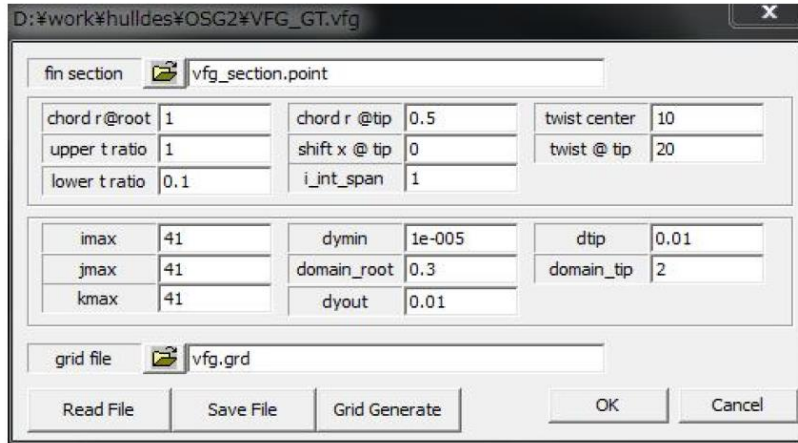 D:¥work¥hulldes¥OSG2¥VFG_GT.vfg
x
fin section vfg_section.point
chord r@root 1 chord r @tip 0.5 twist center 10
upper t ratio 1 shift x @ tip 0 twist @ tip 20
lower t ratio 0.1 i_int_span 1
imax 41 dymin 1e-005 dtip 0.01
jmax 41 domain_root 0.3 domain_tip 2
kmax 41 dyout 0.01
grid file vfg.grd
Read File Save File Grid Generate OK Cancel